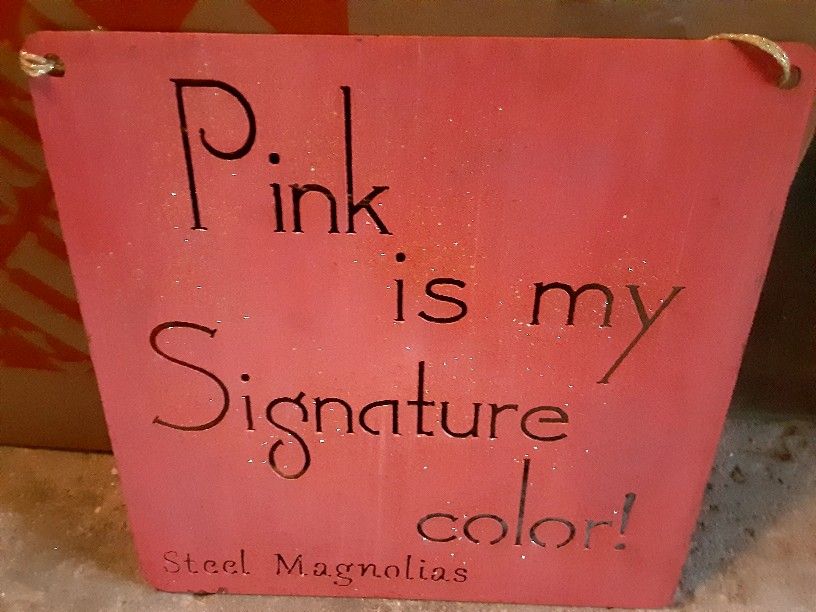 Pink
is my
Signature
color!
Steel Magnolias